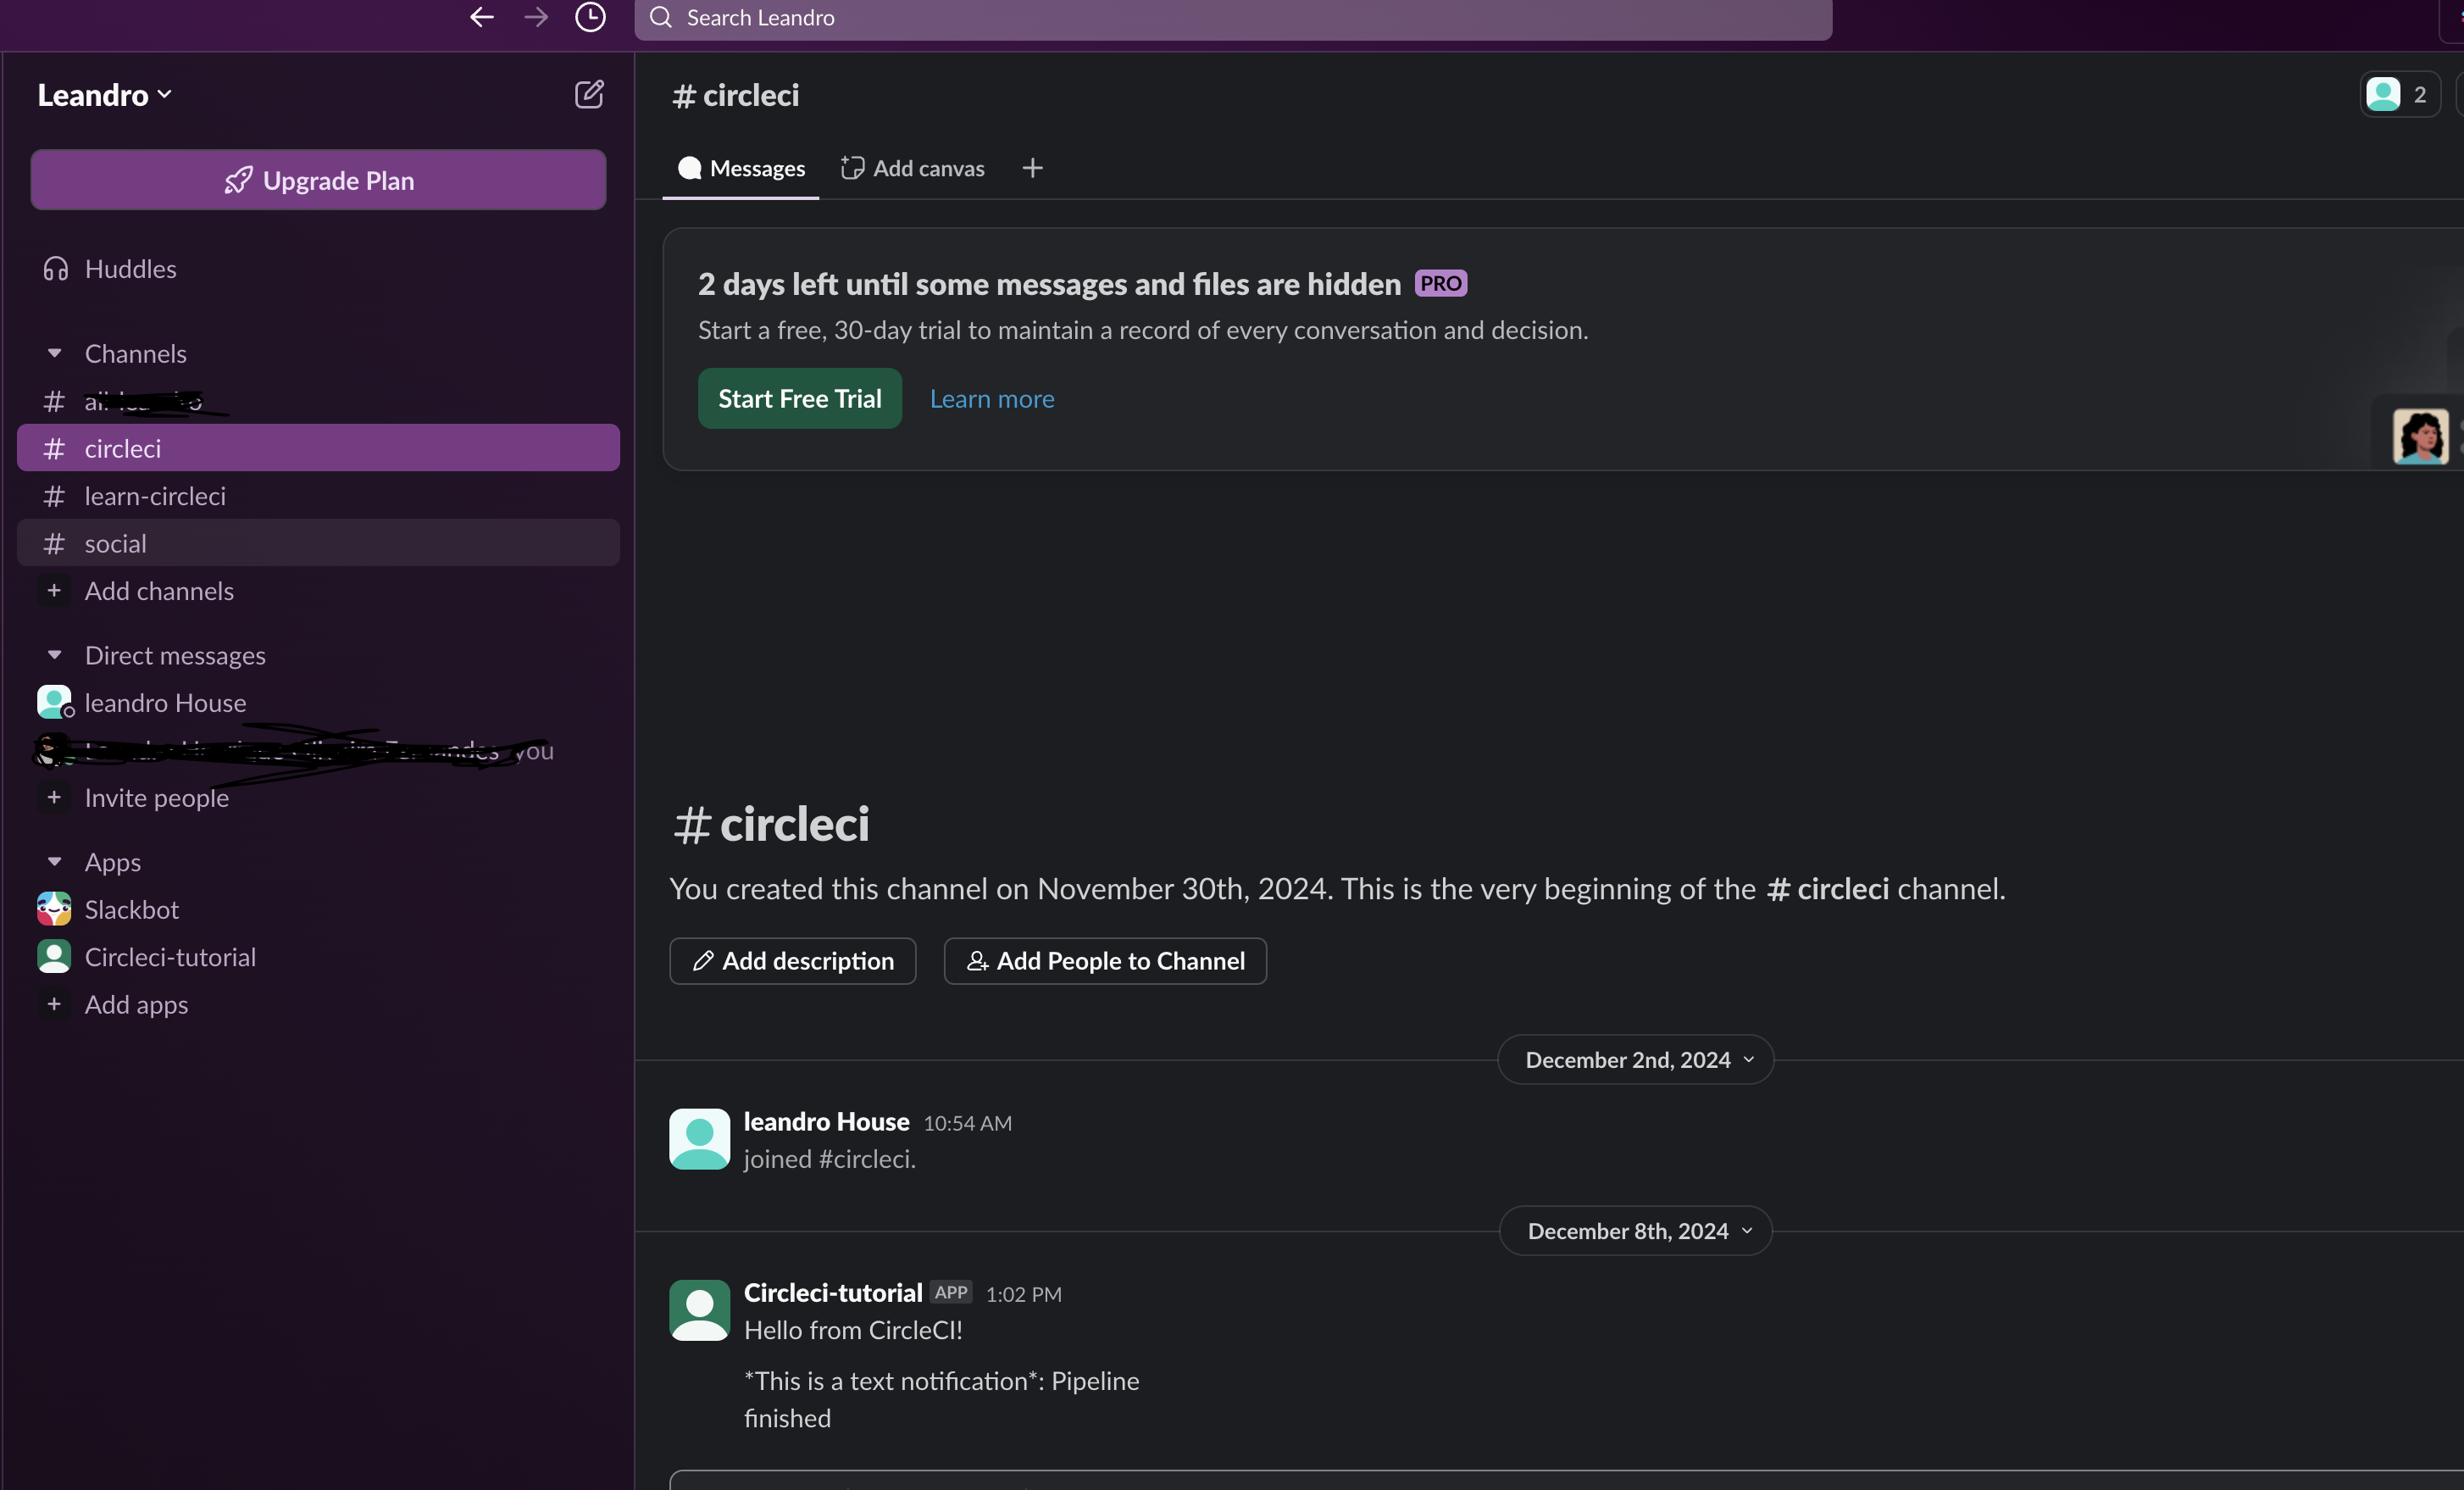 Search Leandro
Leandro
Upgrade Plan
Huddles
Channels
# circleci
# learn-circleci
# social
+ Add channels
Direct messages
leandro House
you
+ Invite people
Apps
Slackbot
Circleci-tutorial
+ Add apps
# circleci
2
Messages
Add canvas
+
2 days left until some messages and files are hidden PRO
Start a free, 30-day trial to maintain a record of every conversation and decision.
Start Free Trial
Learn more
# circleci
You created this channel on November 30th, 2024. This is the very beginning of the # circleci channel.
Add description
Add People to Channel
December 2nd, 2024
leandro House 10:54 AM
joined #circleci.
December 8th, 2024
Circleci-tutorial APP 1:02 PM
Hello from CircleCI!
*This is a text notification*: Pipeline
finished